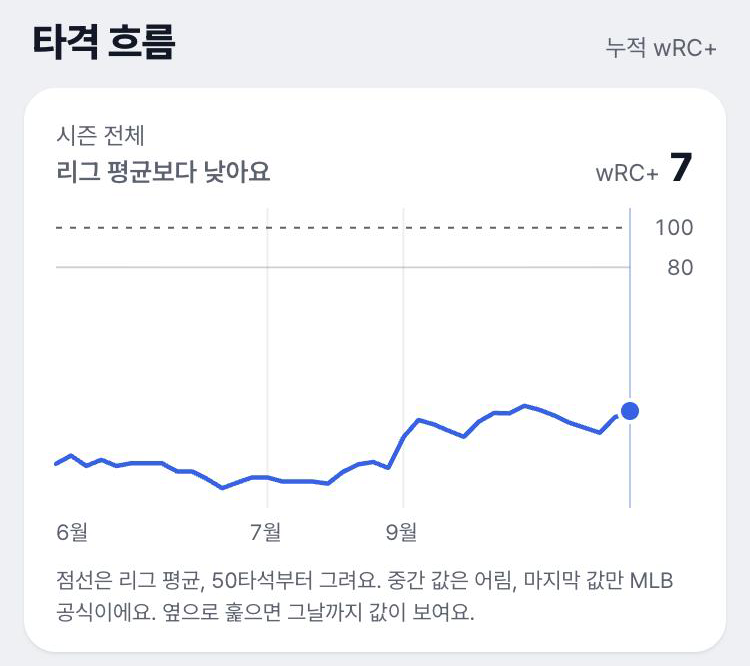 타격 흐름
누적 wRC+
시즌 전체
리그 평균보다 낮아요
wRC+ 7
100
80
6월
7월
9월
점선은 리그 평균, 50타석부터 그려요. 중간 값은 어림, 마지막 값만 MLB
공식이에요. 옆으로 훑으면 그날까지 값이 보여요.